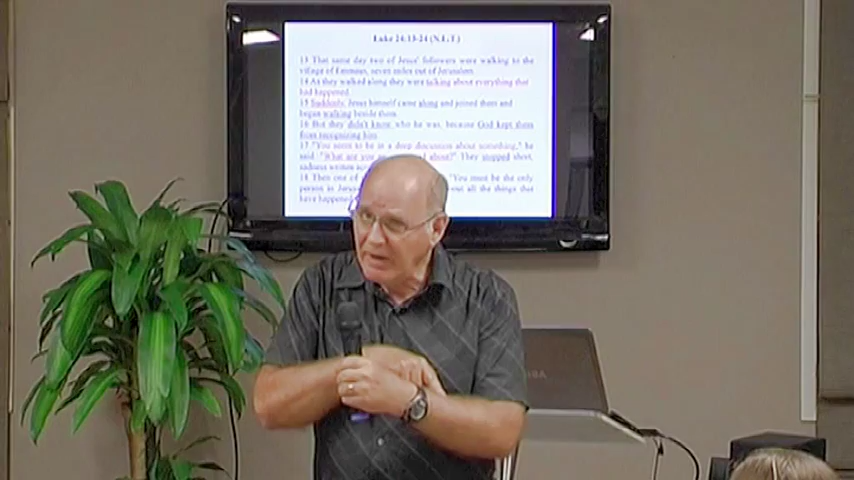 Luke 24:13-24 (N.L.T.)
13 That same day two of Jesus' followers were walking to the
village of Emmaus, seven miles out of Jerusalem.
14 As they walked along they were talking about everything that
had happened.
15 Suddenly, Jesus himself came along and joined them and
began walking beside them.
16 But they didn't know who he was, because God kept them
from recognizing him.
17 "You seem to be in a deep discussion about something," he
said. "What are you about?" They stopped short,
sadness written
18 Then one of "You must be the only
person in all the things that
have happened